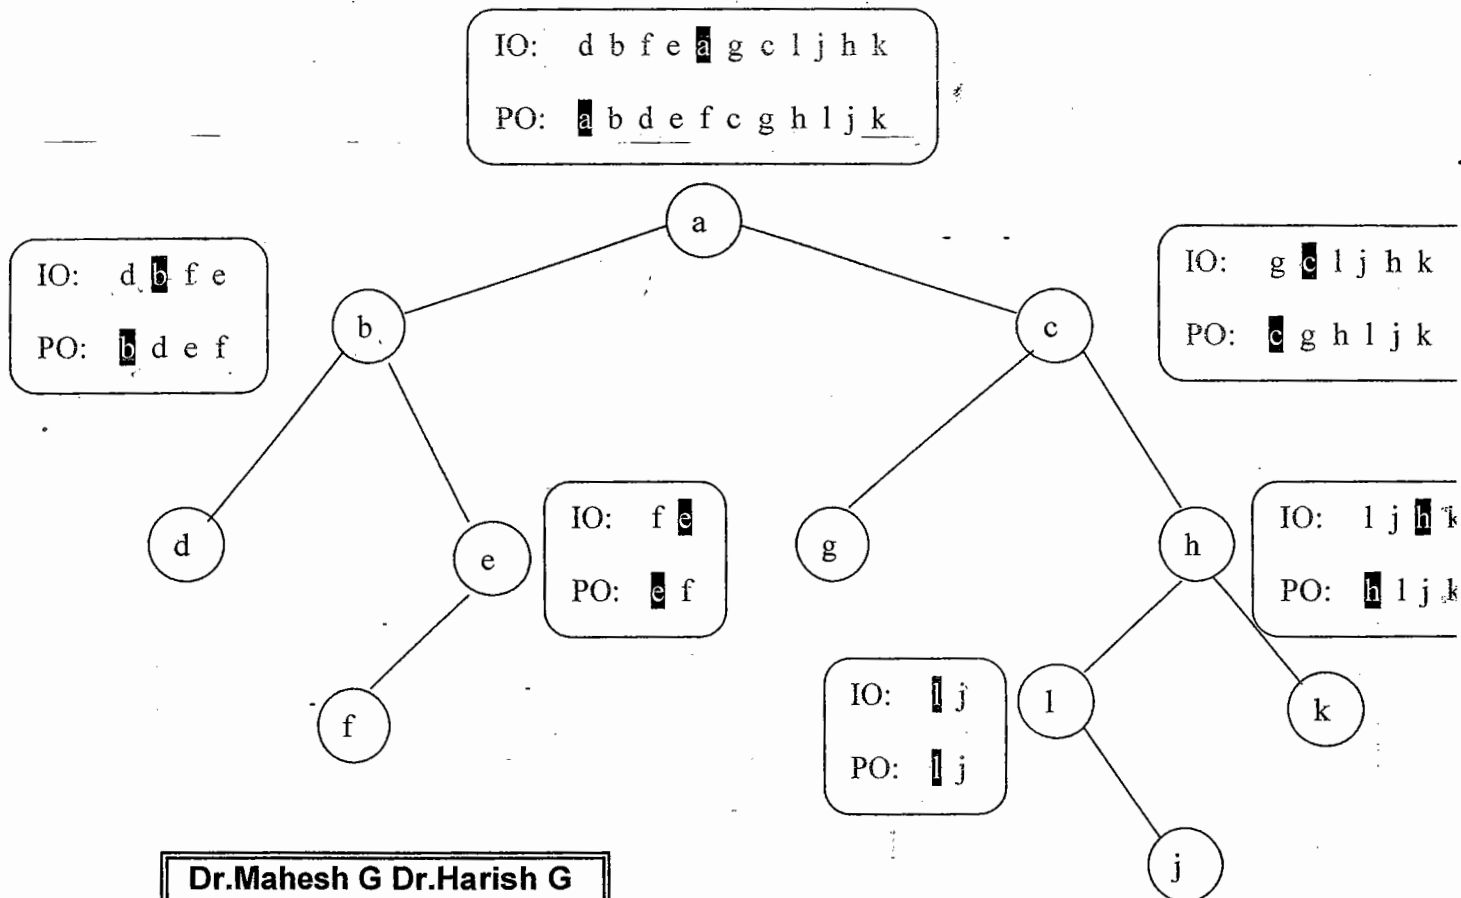 IO: d b f e a g c l j h k
PO: a b d e f c g h l j k
a
IO: d b f e
PO: b d e f
b
c
IO: g c l j h k
PO: c g h l j k
d
e
IO: f e
PO: e f
g
h
IO: l j h k
PO: h l j k
f
IO: l j
PO: l j
l
k
j
Dr.Mahesh G Dr.Harish G